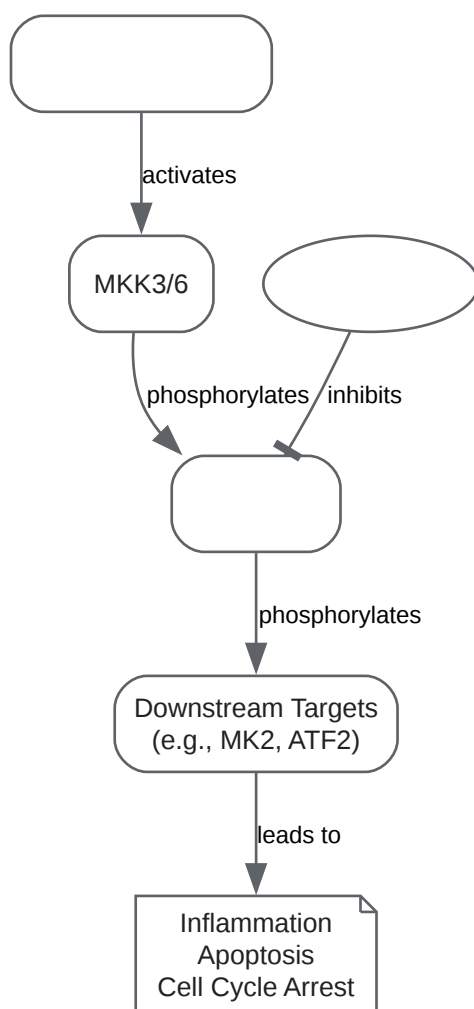 activates
MKK3/6
phosphorylates
inhibits
phosphorylates
Downstream Targets
(e.g., MK2, ATF2)
leads to
Inflammation
Apoptosis
Cell Cycle Arrest